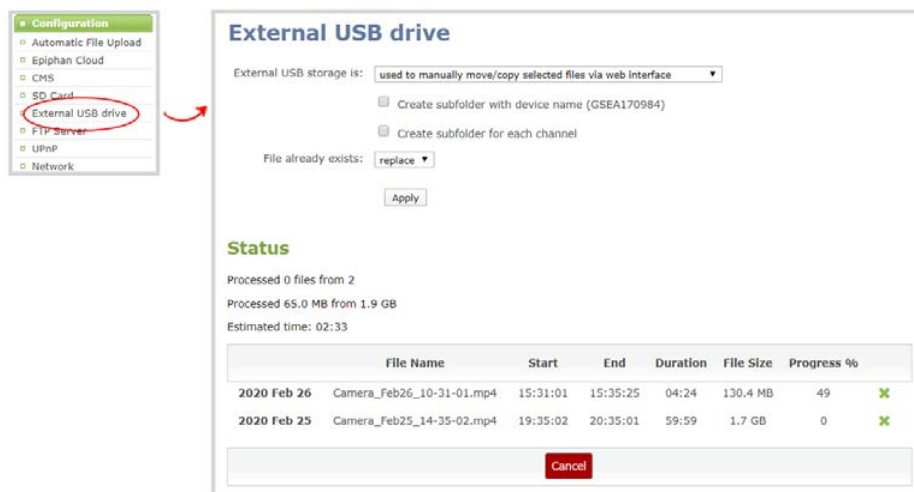 Configuration
Automatic File Upload
Epiphan Cloud
CMS
SD Card
External USB drive
FTP Server
UPnP
Network
External USB drive
External USB storage is: used to manually move/copy selected files via web interface
Create subfolder with device name (GSEA170984)
Create subfolder for each channel
File already exists: replace
Apply
Status
Processed 0 files from 2
Processed 65.0 MB from 1.9 GB
Estimated time: 02:33
File Name Start End Duration File Size Progress %
2020 Feb 26 Camera_Feb26_10-31-01.mp4 15:31:01 15:35:25 04:24 130.4 MB 49
2020 Feb 25 Camera_Feb25_14-35-02.mp4 19:35:02 20:35:01 59:59 1.7 GB 0
Cancel